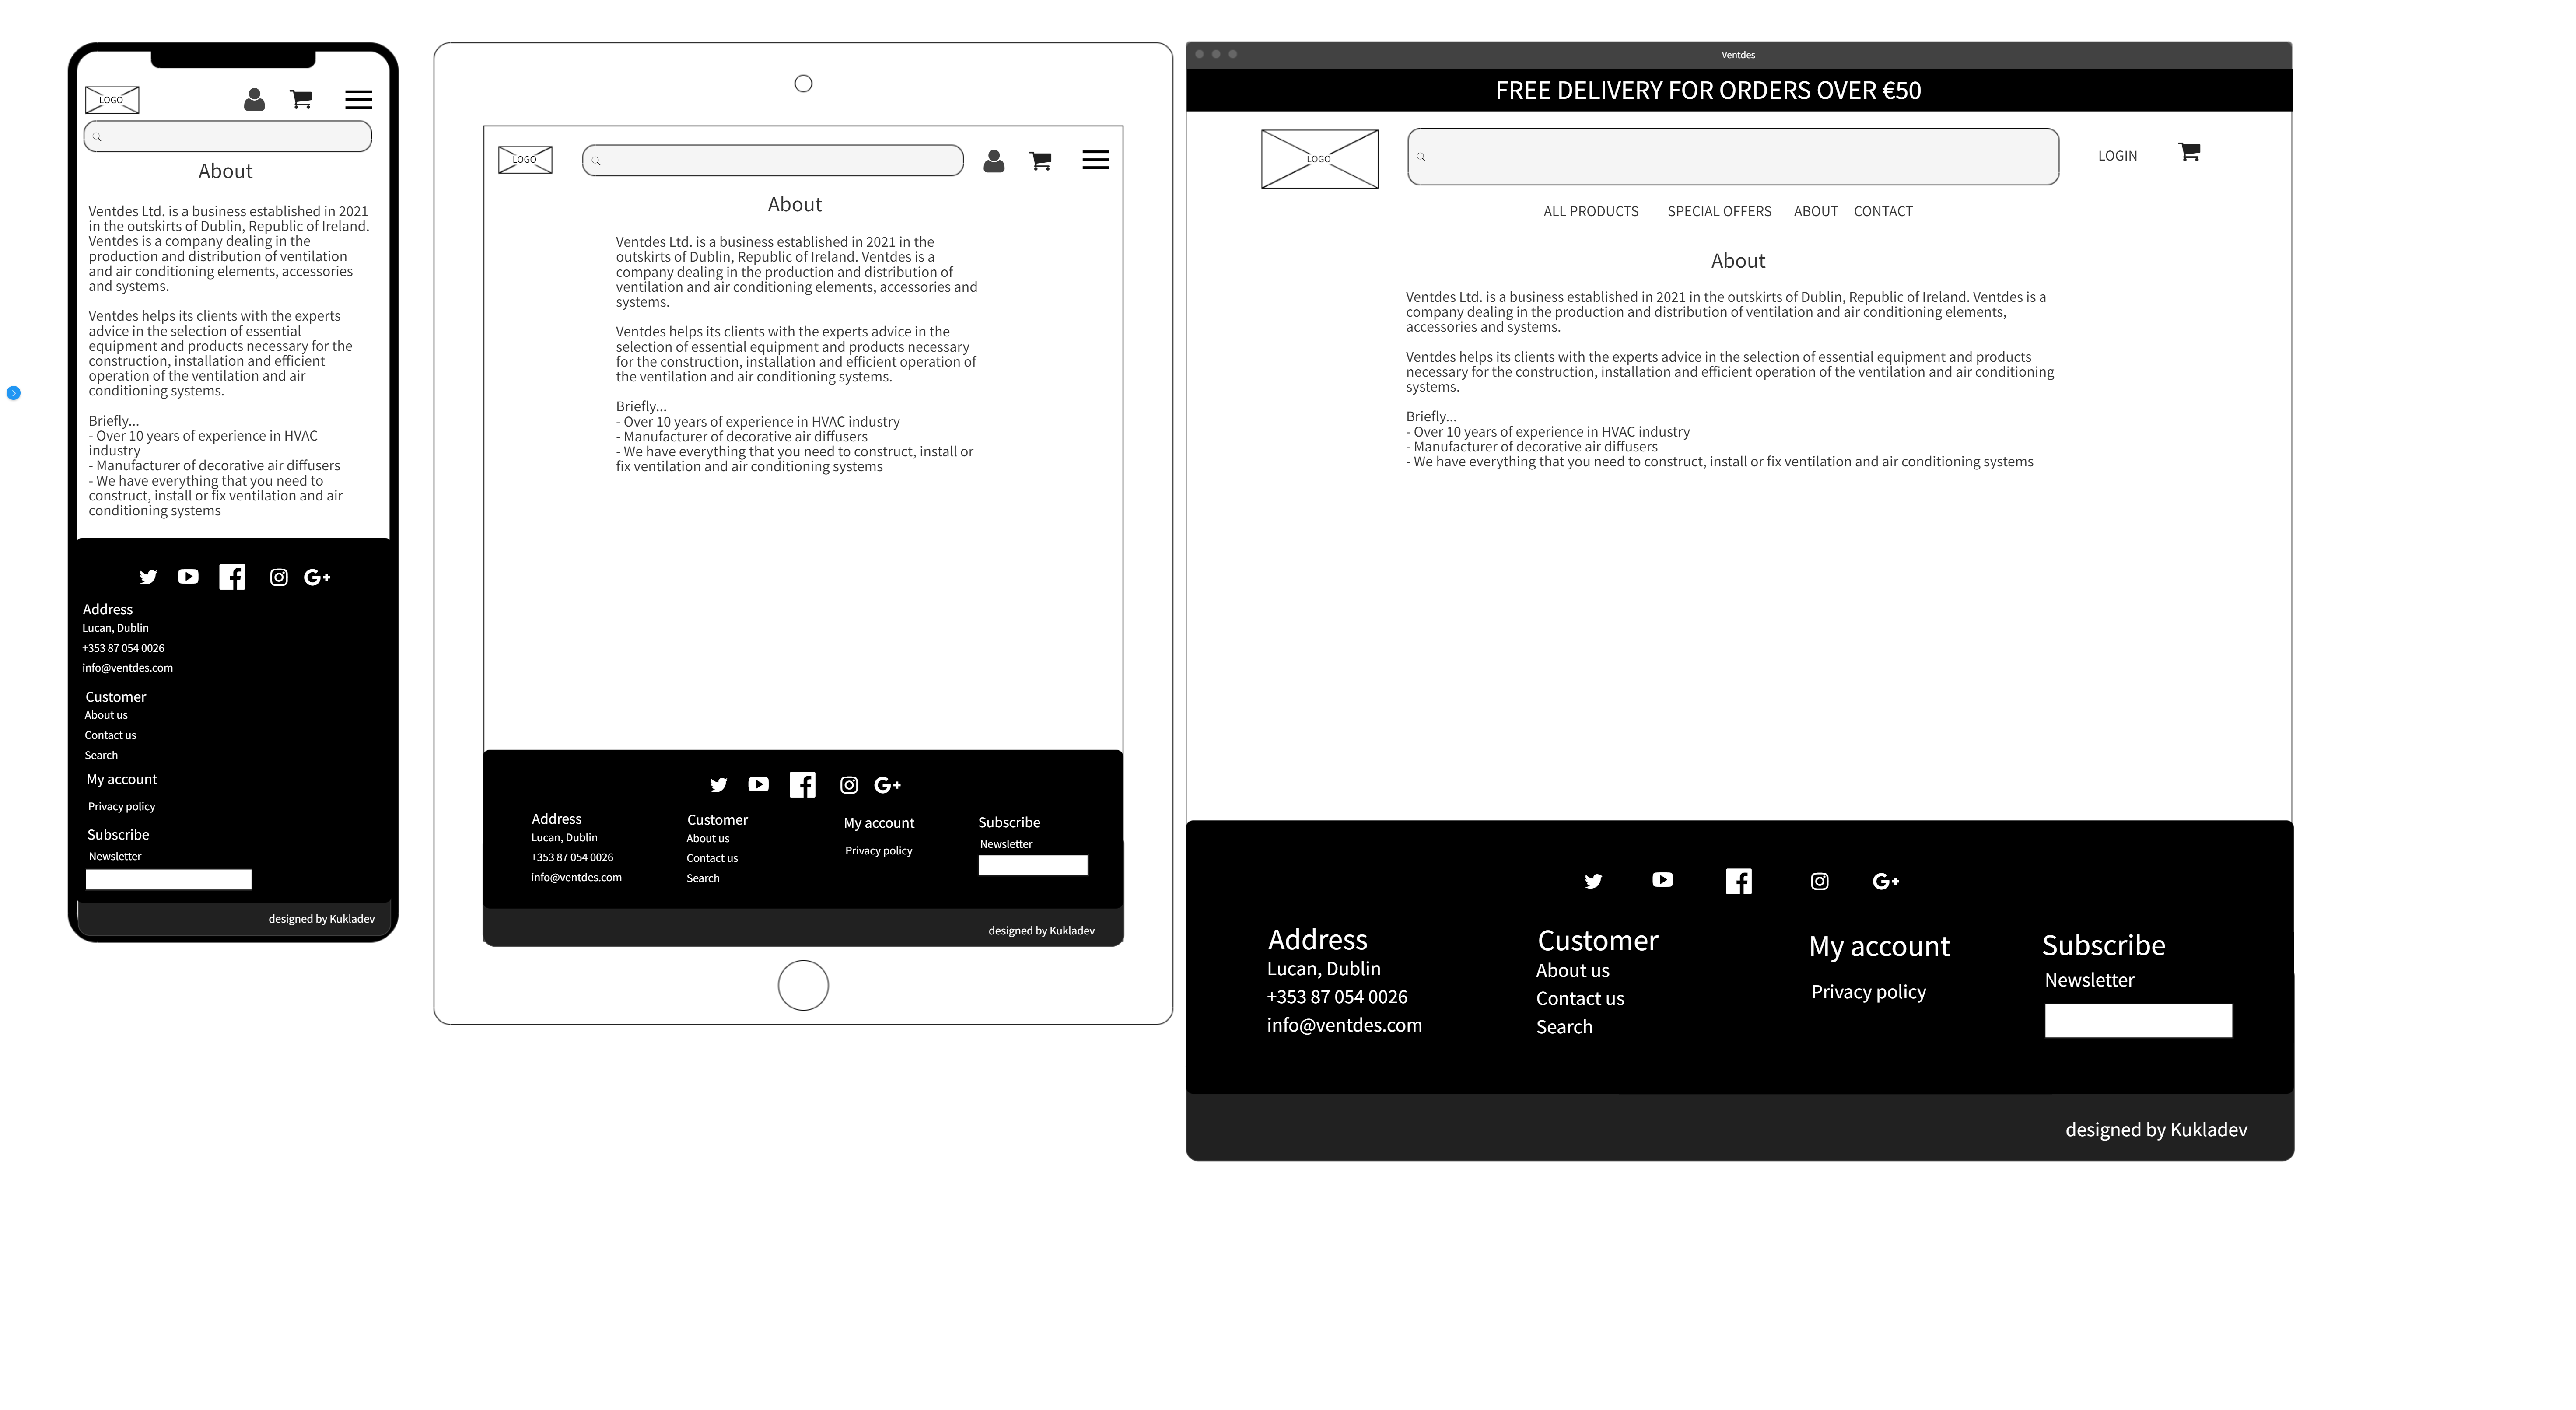 LOGO
About
Ventdes Ltd. is a business established in 2021
in the outskirts of Dublin, Republic of Ireland.
Ventdes is a company dealing in the
production and distribution of ventilation
and air conditioning elements, accessories
and systems.
Ventdes helps its clients with the experts
advice in the selection of essential
equipment and products necessary for the
construction, installation and efficient
operation of the ventilation and air
conditioning systems.
Briefly...
- Over 10 years of experience in HVAC
industry
- Manufacturer of decorative air diffusers
- We have everything that you need to
construct, install or fix ventilation and air
conditioning systems
Address
Lucan, Dublin
+353 87 054 0026
info@ventdes.com
Customer
About us
Contact us
Search
My account
Privacy policy
Subscribe
Newsletter
designed by Kukladev
LOGO
About
Ventdes Ltd. is a business established in 2021 in the
outskirts of Dublin, Republic of Ireland. Ventdes is a
company dealing in the production and distribution of
ventilation and air conditioning elements, accessories and
systems.
Ventdes helps its clients with the experts advice in the
selection of essential equipment and products necessary
for the construction, installation and efficient operation of
the ventilation and air conditioning systems.
Briefly...
- Over 10 years of experience in HVAC industry
- Manufacturer of decorative air diffusers
- We have everything that you need to construct, install or
fix ventilation and air conditioning systems
Address
Lucan, Dublin
+353 87 054 0026
info@ventdes.com
Customer
About us
Contact us
Search
My account
Privacy policy
Subscribe
Newsletter
designed by Kukladev
Ventdes
FREE DELIVERY FOR ORDERS OVER €50
LOGO
LOGIN
ALL PRODUCTS SPECIAL OFFERS ABOUT CONTACT
About
Ventdes Ltd. is a business established in 2021 in the outskirts of Dublin, Republic of Ireland. Ventdes is a
company dealing in the production and distribution of ventilation and air conditioning elements,
accessories and systems.
Ventdes helps its clients with the experts advice in the selection of essential equipment and products
necessary for the construction, installation and efficient operation of the ventilation and air conditioning
systems.
Briefly...
- Over 10 years of experience in HVAC industry
- Manufacturer of decorative air diffusers
- We have everything that you need to construct, install or fix ventilation and air conditioning systems
Address
Lucan, Dublin
+353 87 054 0026
info@ventdes.com
Customer
About us
Contact us
Search
My account
Privacy policy
Subscribe
Newsletter
designed by Kukladev